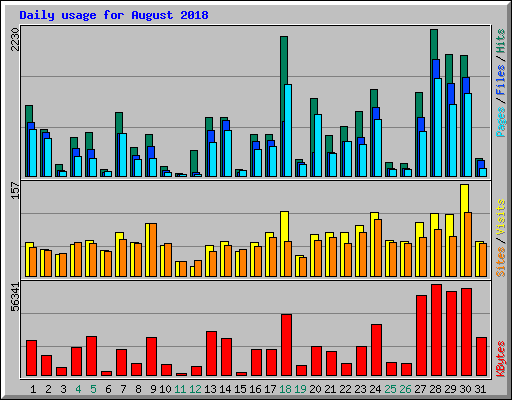 Daily usage for August 2018
2230
Pages / Files / Hits
157
Sites / Visits
56341
KBytes
1 2 3 4 5 6 7 8 9 10 11 12 13 14 15 16 17 18 19 20 21 22 23 24 25 26 27 28 29 30 31